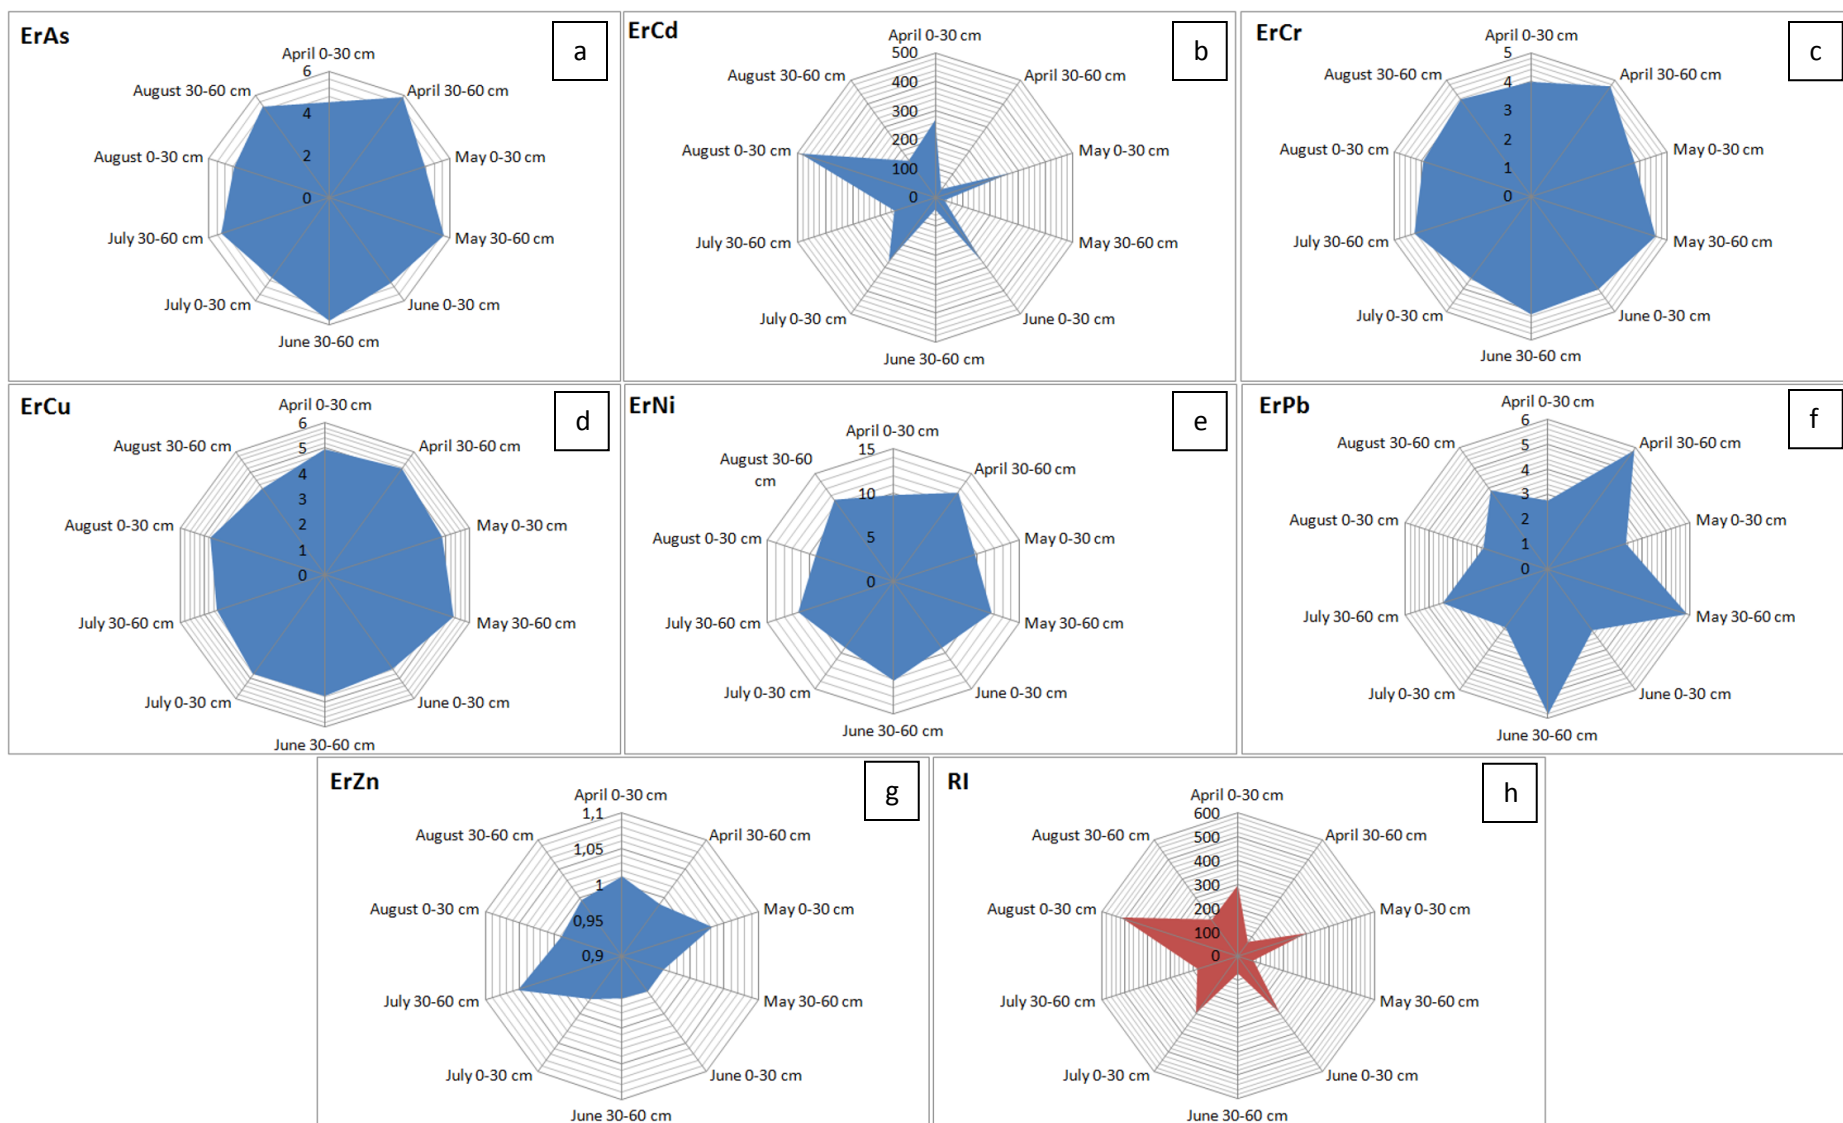 ErAs
a
April 0-30 cm
6
August 30-60 cm
April 30-60 cm
4
August 0-30 cm
2
May 0-30 cm
0
July 30-60 cm
May 30-60 cm
July 0-30 cm
June 0-30 cm
June 30-60 cm
ErCd
b
April 0-30 cm
500
August 30-60 cm
400
April 30-60 cm
300
200
August 0-30 cm
100
May 0-30 cm
0
July 30-60 cm
May 30-60 cm
July 0-30 cm
June 0-30 cm
June 30-60 cm
ErCr
c
April 0-30 cm
5
August 30-60 cm
4
April 30-60 cm
3
2
August 0-30 cm
1
May 0-30 cm
0
July 30-60 cm
May 30-60 cm
July 0-30 cm
June 0-30 cm
June 30-60 cm
ErCu
d
April 0-30 cm
6
August 30-60 cm
5
April 30-60 cm
4
3
August 0-30 cm
2
May 0-30 cm
1
0
July 30-60 cm
May 30-60 cm
July 0-30 cm
June 0-30 cm
June 30-60 cm
ErNi
e
April 0-30 cm
15
August 30-60
cm
April 30-60 cm
10
August 0-30 cm
5
May 0-30 cm
0
July 30-60 cm
May 30-60 cm
July 0-30 cm
June 0-30 cm
June 30-60 cm
ErPb
f
April 0-30 cm
6
August 30-60 cm
5
April 30-60 cm
4
3
August 0-30 cm
2
May 0-30 cm
1
0
July 30-60 cm
May 30-60 cm
July 0-30 cm
June 0-30 cm
June 30-60 cm
ErZn
g
April 0-30 cm
1,1
August 30-60 cm
April 30-60 cm
1,05
1
August 0-30 cm
0,95
May 0-30 cm
0,9
July 30-60 cm
May 30-60 cm
July 0-30 cm
June 0-30 cm
June 30-60 cm
RI
h
April 0-30 cm
600
August 30-60 cm
500
April 30-60 cm
400
300
August 0-30 cm
200
May 0-30 cm
100
0
July 30-60 cm
May 30-60 cm
July 0-30 cm
June 0-30 cm
June 30-60 cm